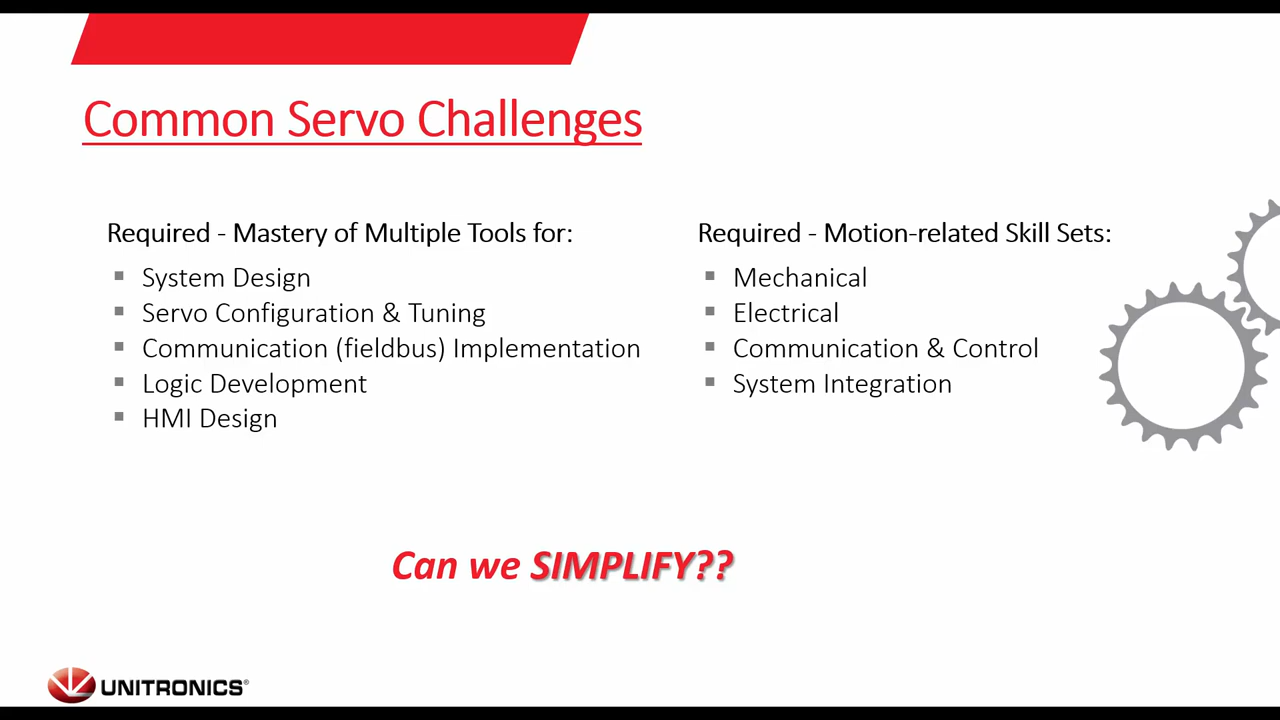 Common Servo Challenges
Required - Mastery of Multiple Tools for:
System Design
Servo Configuration & Tuning
Communication (fieldbus) Implementation
Logic Development
HMI Design
Required - Motion-related Skill Sets:
Mechanical
Electrical
Communication & Control
System Integration
Can we SIMPLIFY??
UNITRONICS®